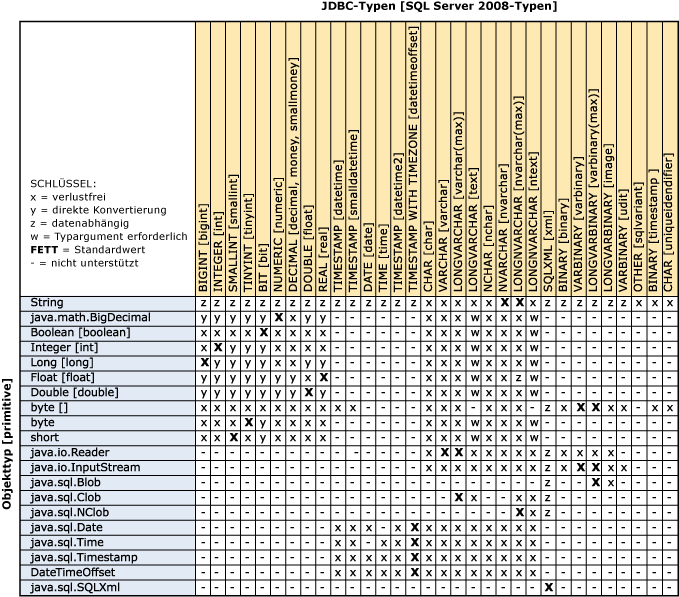 JDBC-Typen [SQL Server 2008-Typen]
SCHLÜSSEL:
x = verlustfrei
y = direkte Konvertierung
z = datenabhängig
w = Typargument erforderlich
FETT = Standardwert
- = nicht unterstützt
BIGINT [bigint]
INTEGER [int]
SMALLINT [smallint]
TINYINT [tinyint]
BIT [bit]
NUMERIC [numeric]
DECIMAL [decimal, money, smallmoney]
DOUBLE [float]
REAL [real]
TIMESTAMP [datetime]
TIMESTAMP [smalldatetime]
DATE [date]
TIME [time]
TIMESTAMP [datetime2]
TIMESTAMP WITH TIMEZONE [datetimeoffset]
CHAR [char]
VARCHAR [varchar]
LONGVARCHAR [varchar(max)]
LONGVARCHAR [text]
NCHAR [nchar]
NVARCHAR [nvarchar]
LONGNVARCHAR [nvarchar(max)]
LONGNVARCHAR [ntext]
SQLXML [xml]
BINARY [binary]
VARBINARY [varbinary]
LONGVARBINARY [varbinary(max)]
LONGVARBINARY [image]
VARBINARY [udit]
OTHER [sqlvariant]
BINARY [timestamp ]
CHAR [uniqueidendifier]
Objekttyp [primitive]
String z z z z z z z z z z z z z z z x x x x x X X x z z z z z z x x x
java.math.BigDecimal y y y y y X x y y - - - - - - x x x w x x x w - - - - - - - - -
Boolean [boolean] x x x x X x x x x - - - - - - x x x w x x x w - - - - - - - - -
Integer [int] x X y y y x x y y - - - - - - x x x w x x x w - - - - - - - - -
Long [long] X x y y y x x y y - - - - - - x x x w x x x w - - - - - - - - -
Float [float] y y y y y y y x X - - - - - - x x x w x x z w - - - - - - - - -
Double [double] y y y y y y y X y - - - - - - x x x w x x x w - - - - - - - - -
byte [] x x x x x x x x x x x - - - - x x x - x x x x z x X X x x - x x
byte x x x X y x x x x - - - - - - x x x w x x x w - - - - - - - - -
short x x X x y x x x x - - - - - - x x x w x x x w - - - - - - - - -
java.io.Reader - - - - - - - - - - - - - - - x X X x x x x x z x x x x - - - -
java.io.InputStream - - - - - - - - - - - - - - - x x x x x x x x z x X X x x - - -
java.sql.Blob - - - - - - - - - - - - - - - - - - - - - - - z - - X x - - - -
java.sql.Clob - - - - - - - - - - - - - - - - - X x - - x x z - - - - - - - -
java.sql.NClob - - - - - - - - - - - - - - - - - - - - - X x z - - - - - - - -
java.sql.Date - - - - - - - - - x x x - x X x x x x x x x x - - - - - - - - -
java.sql.Time - - - - - - - - - x x - x x X x x x x x x x x - - - - - - - - -
java.sql.Timestamp - - - - - - - - - x x x x x X x x x x x x x x - - - - - - - - -
DateTimeOffset - - - - - - - - - x x x x x X x x x x x x x x - - - - - - - - -
java.sql.SQLXml - - - - - - - - - - - - - - - - - - - - - - - X - - - - - - - -